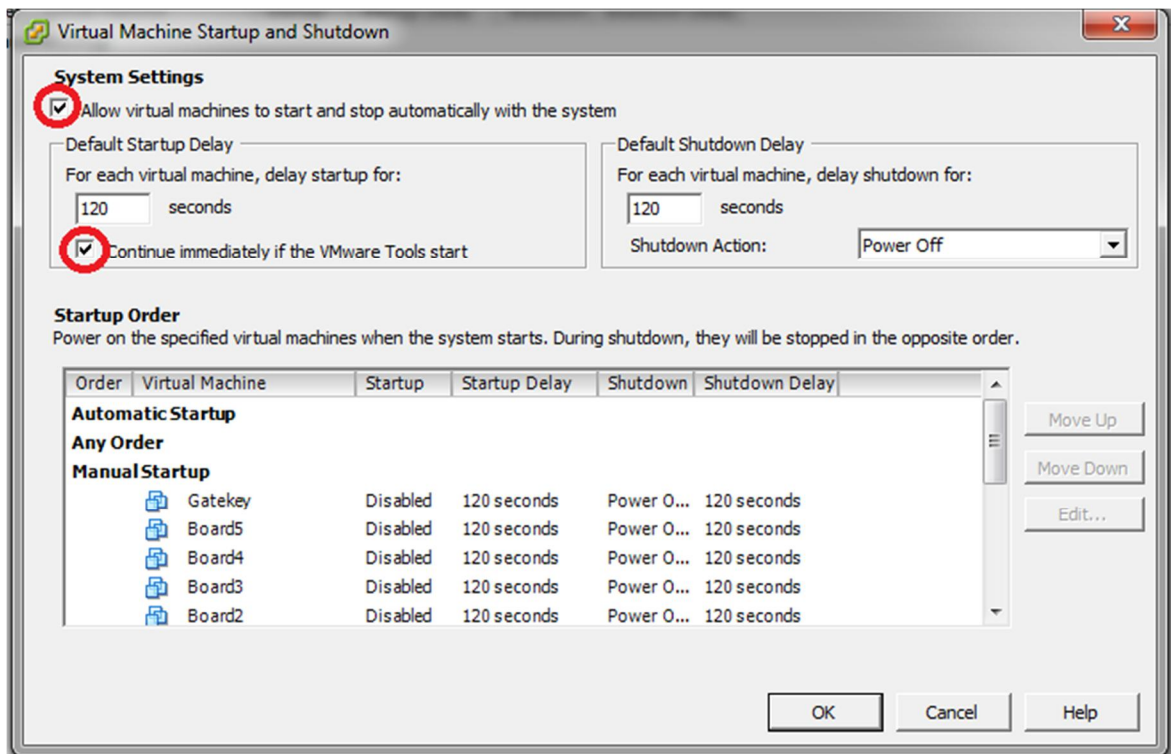 Virtual Machine Startup and Shutdown
System Settings
Allow virtual machines to start and stop automatically with the system
Default Startup Delay
For each virtual machine, delay startup for:
120 seconds
Continue immediately if the VMware Tools start
Default Shutdown Delay
For each virtual machine, delay shutdown for:
120 seconds
Shutdown Action: Power Off
Startup Order
Power on the specified virtual machines when the system starts. During shutdown, they will be stopped in the opposite order.
Order Virtual Machine Startup Startup Delay Shutdown Shutdown Delay
Automatic Startup
Any Order
Manual Startup
Gatekey Disabled 120 seconds Power O... 120 seconds
Board5 Disabled 120 seconds Power O... 120 seconds
Board4 Disabled 120 seconds Power O... 120 seconds
Board3 Disabled 120 seconds Power O... 120 seconds
Board2 Disabled 120 seconds Power O... 120 seconds
Move Up
Move Down
Edit...
OK Cancel Help